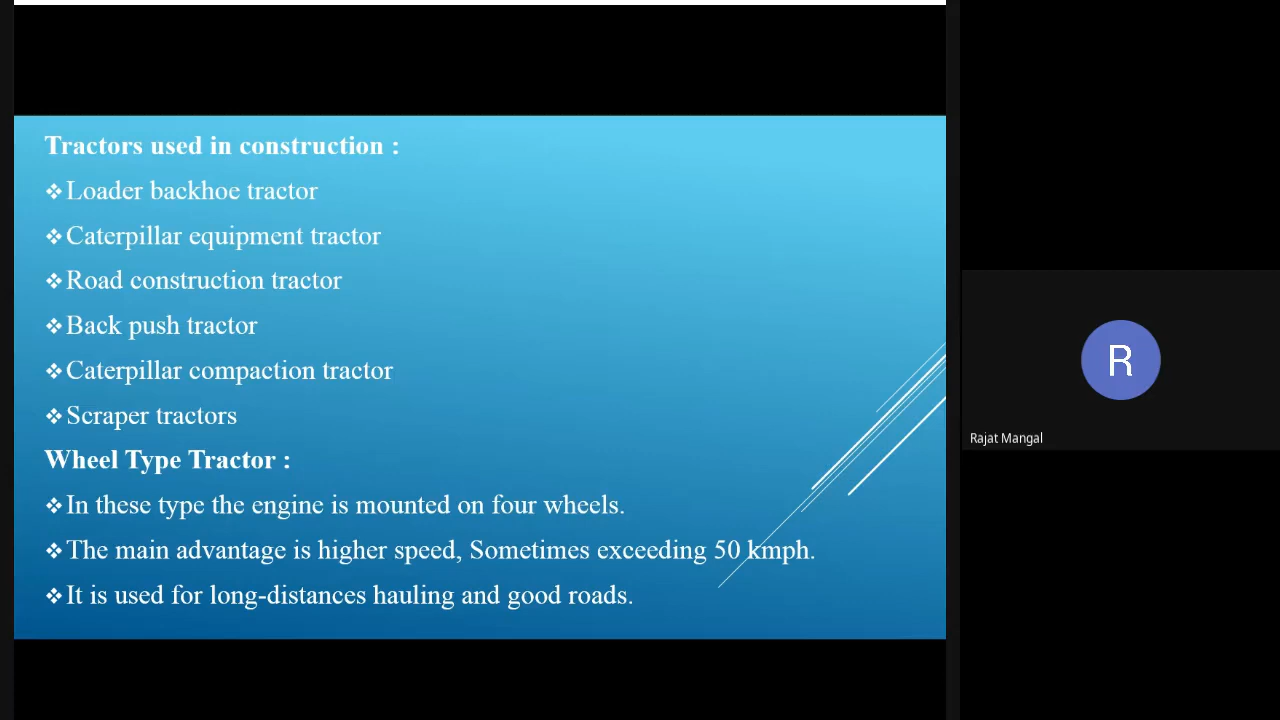 Tractors used in construction :
❖Loader backhoe tractor
❖Caterpillar equipment tractor
❖Road construction tractor
❖Back push tractor
❖Caterpillar compaction tractor
❖Scraper tractors
Wheel Type Tractor :
❖In these type the engine is mounted on four wheels.
❖The main advantage is higher speed, Sometimes exceeding 50 kmph.
❖It is used for long-distances hauling and good roads.
R
Rajat Mangal